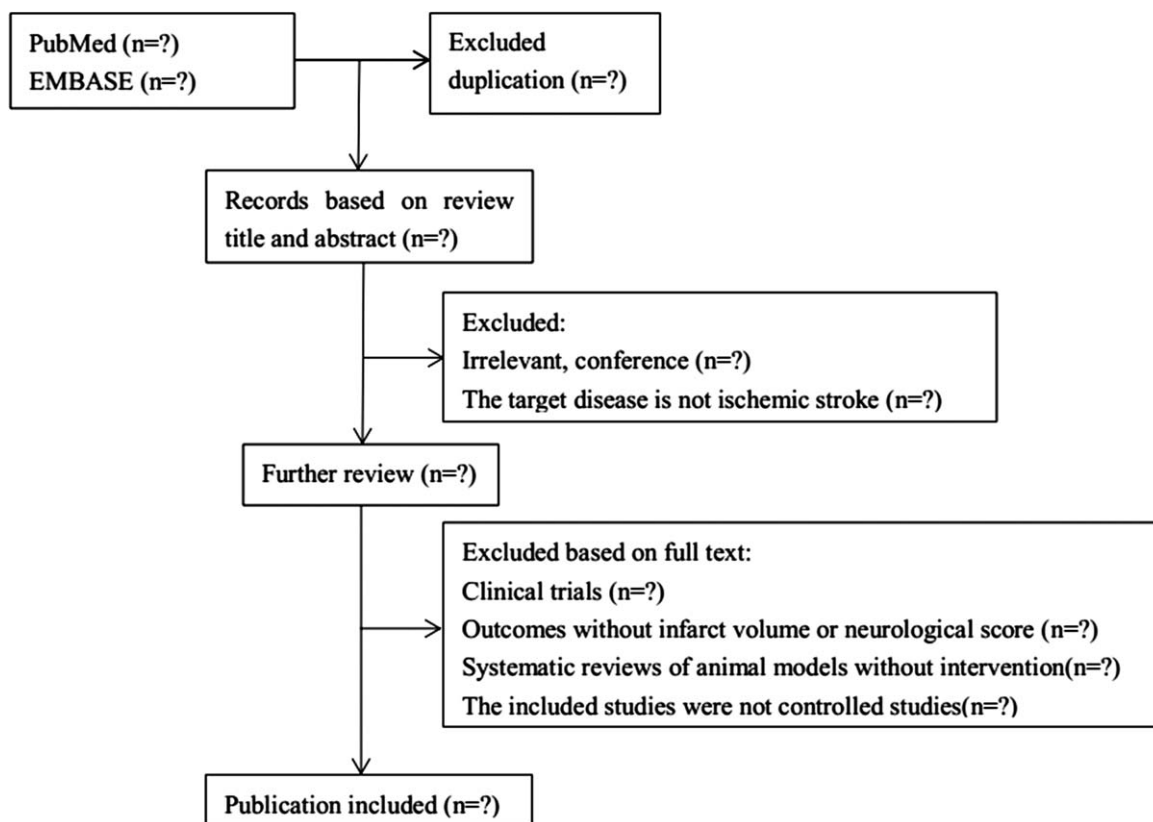 PubMed (n=?)
EMBASE (n=?)
Excluded
duplication (n=?)
Records based on review
title and abstract (n=?)
Excluded:
Irrelevant, conference (n=?)
The target disease is not ischemic stroke (n=?)
Further review (n=?)
Excluded based on full text:
Clinical trials (n=?)
Outcomes without infarct volume or neurological score (n=?)
Systematic reviews of animal models without intervention(n=?)
The included studies were not controlled studies(n=?)
Publication included (n=?)